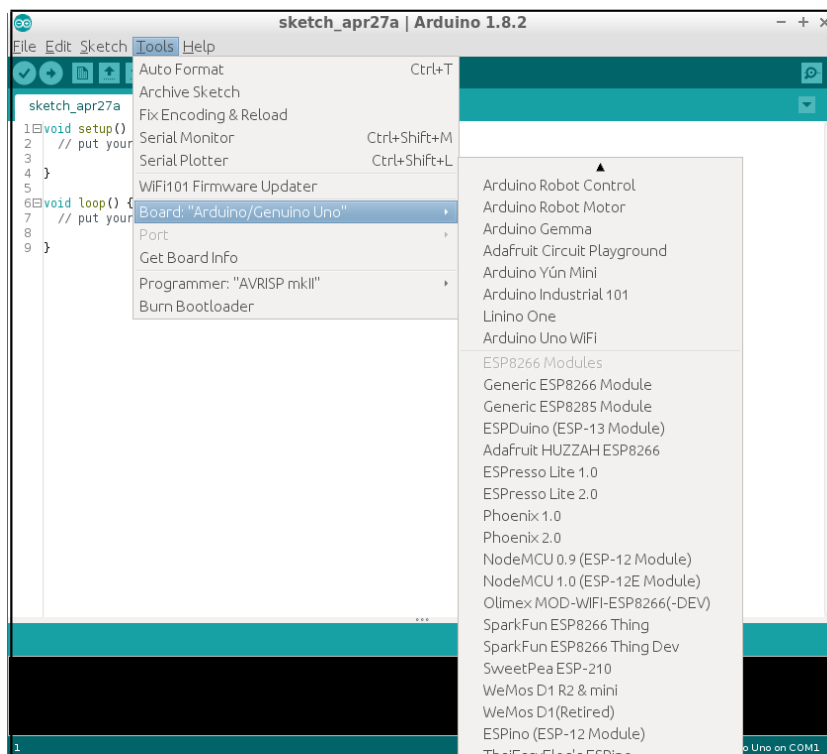 sketch_apr27a | Arduino 1.8.2
File Edit Sketch Tools Help
sketch_apr27a
1 void setup()
2 // put your
3
4 }
5
6 void loop() {
7 // put your
8
9 }
Auto Format Ctrl+T
Archive Sketch
Fix Encoding & Reload
Serial Monitor Ctrl+Shift+M
Serial Plotter Ctrl+Shift+L
WiFi101 Firmware Updater
Board: "Arduino/Genuino Uno"
Port
Get Board Info
Programmer: "AVRISP mkII"
Burn Bootloader
Arduino Robot Control
Arduino Robot Motor
Arduino Gemma
Adafruit Circuit Playground
Arduino Yún Mini
Arduino Industrial 101
Linino One
Arduino Uno WiFi
ESP8266 Modules
Generic ESP8266 Module
Generic ESP8285 Module
ESPDuino (ESP-13 Module)
Adafruit HUZZAH ESP8266
ESPresso Lite 1.0
ESPresso Lite 2.0
Phoenix 1.0
Phoenix 2.0
NodeMCU 0.9 (ESP-12 Module)
NodeMCU 1.0 (ESP-12E Module)
Olimex MOD-WIFI-ESP8266(-DEV)
SparkFun ESP8266 Thing
SparkFun ESP8266 Thing Dev
SweetPea ESP-210
WeMos D1 R2 & mini
WeMos D1(Retired)
ESPino (ESP-12 Module)
ThaiEasyElec's ESPino
1
o Uno on COM1